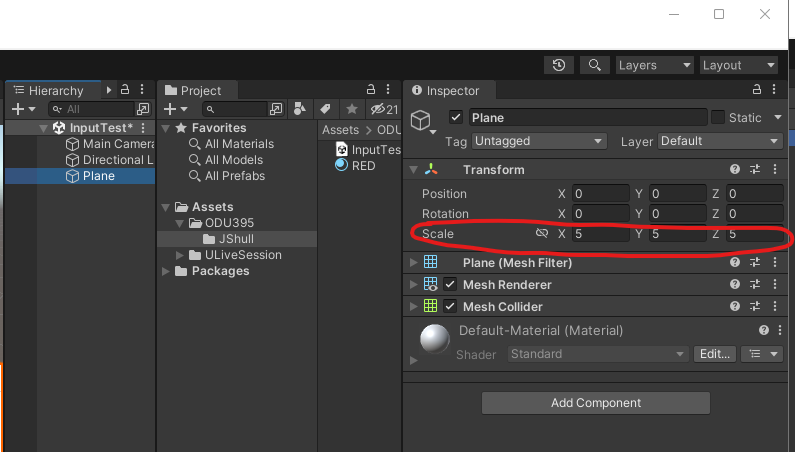 Layers
Layout
Hierarchy
All
InputTest*
Main Camera
Directional L
Plane
Project
21
Favorites
All Materials
All Models
All Prefabs
Assets
ODU395
JShull
ULiveSession
Packages
Assets > ODU
InputTes
RED
Inspector
Plane
Static
Tag Untagged Layer Default
Transform
Position X 0 Y 0 Z 0
Rotation X 0 Y 0 Z 0
Scale X 5 Y 5 Z 5
Plane (Mesh Filter)
Mesh Renderer
Mesh Collider
Default-Material (Material)
Shader Standard Edit...
Add Component